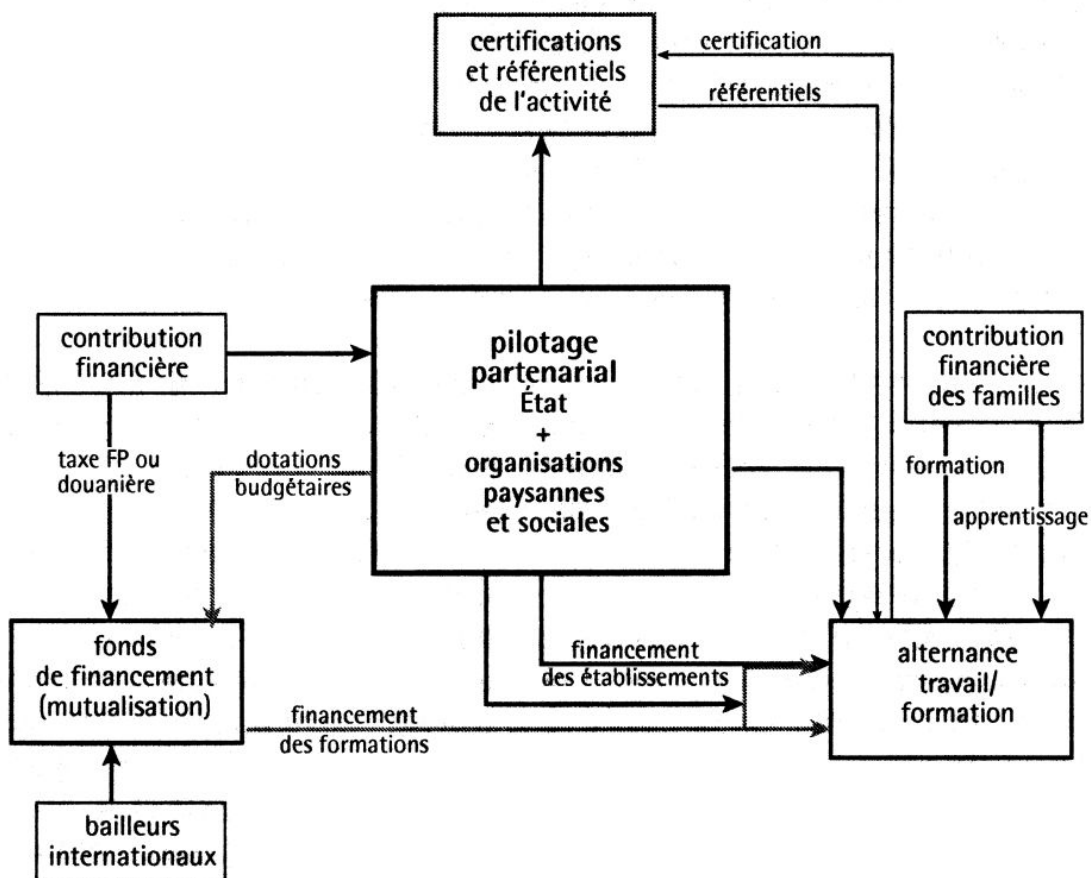 certifications
et référentiels
de l'activité
certification
référentiels
contribution
financière
pilotage
partenarial
État
+
organisations
paysannes
et sociales
contribution
financière
des familles
taxe FP ou
douanière
dotations
budgétaires
formation
apprentissage
fonds
de financement
(mutualisation)
financement
des établissements
financement
des formations
alternance
travail/
formation
bailleurs
internationaux